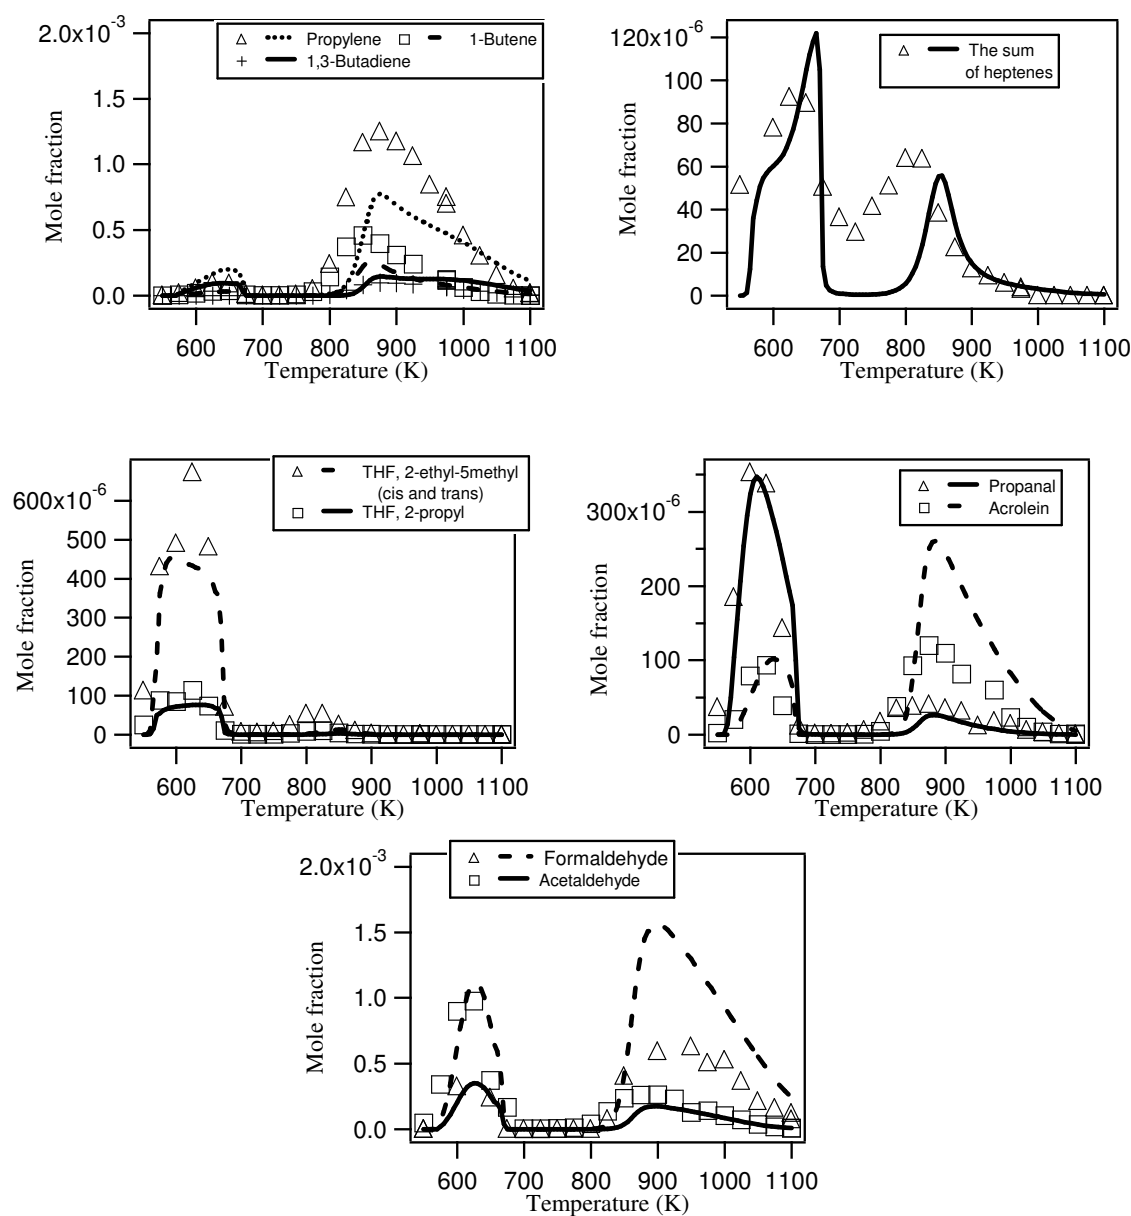 2.0x10-3
1.5
1.0
0.5
0.0
Mole fraction
Propylene
1-Butene
1,3-Butadiene
600 700 800 900 1000 1100
Temperature (K)
120x10-6
100
80
60
40
20
0
Mole fraction
The sum
of heptenes
600 700 800 900 1000 1100
Temperature (K)
600x10-6
500
400
300
200
100
0
Mole fraction
THF, 2-ethyl-5methyl
(cis and trans)
THF, 2-propyl
600 700 800 900 1000 1100
Temperature (K)
300x10-6
200
100
0
Mole fraction
Propanal
Acrolein
600 700 800 900 1000 1100
Temperature (K)
2.0x10-3
1.5
1.0
0.5
0.0
Mole fraction
Formaldehyde
Acetaldehyde
600 700 800 900 1000 1100
Temperature (K)